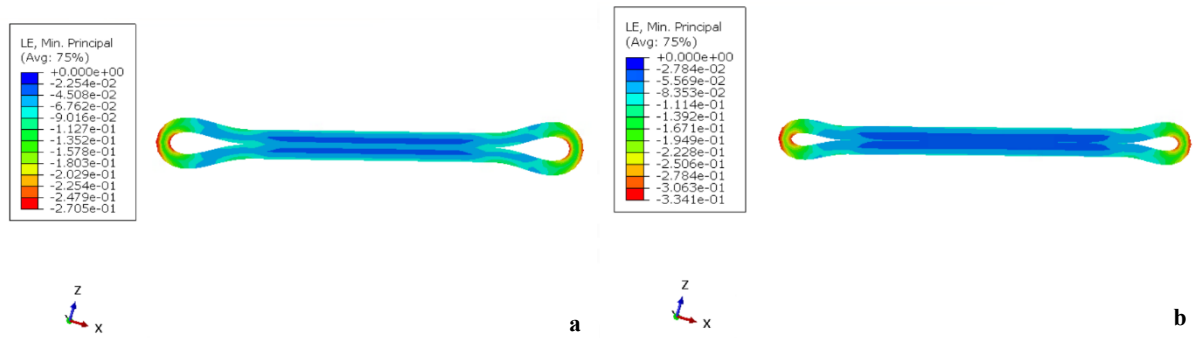 LE, Min. Principal
(Avg: 75%)
+0.000e+00
-2.254e-02
-4.508e-02
-6.762e-02
-9.016e-02
-1.127e-01
-1.352e-01
-1.578e-01
-1.803e-01
-2.029e-01
-2.254e-01
-2.479e-01
-2.705e-01
Z
X
a
LE, Min. Principal
(Avg: 75%)
+0.000e+00
-2.784e-02
-5.569e-02
-8.353e-02
-1.114e-01
-1.392e-01
-1.671e-01
-1.949e-01
-2.228e-01
-2.506e-01
-2.784e-01
-3.063e-01
-3.341e-01
Z
X
b